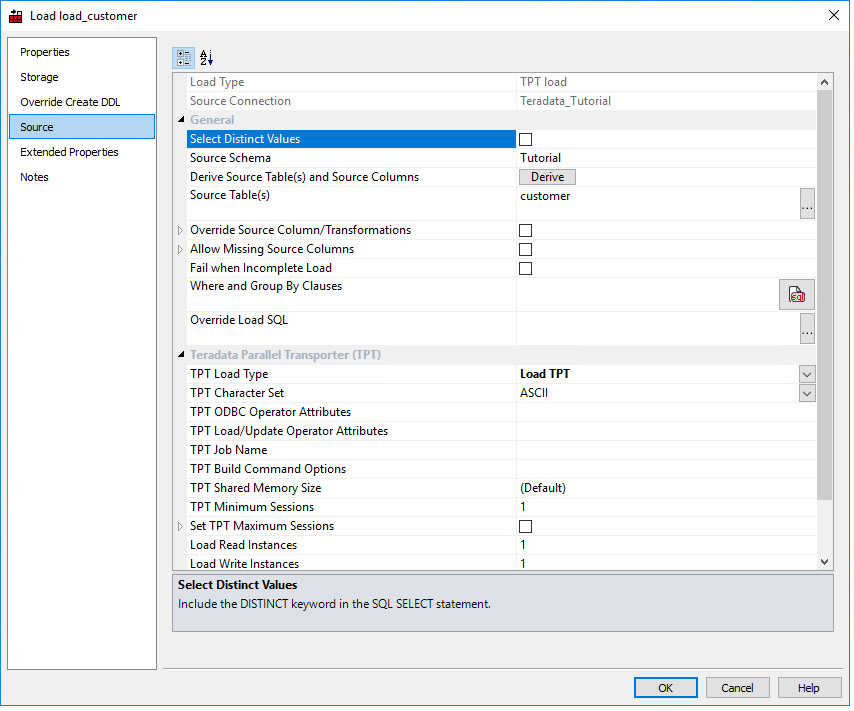 Load load_customer
Properties
Storage
Override Create DDL
Source
Extended Properties
Notes
Load Type TPT load
Source Connection Teradata_Tutorial
General
Select Distinct Values
Source Schema Tutorial
Derive Source Table(s) and Source Columns Derive
Source Table(s) customer
...
Override Source Column/Transformations
Allow Missing Source Columns
Fail when Incomplete Load
Where and Group By Clauses
Override Load SQL
...
Teradata Parallel Transporter (TPT)
TPT Load Type Load TPT
TPT Character Set ASCII
TPT ODBC Operator Attributes
TPT Load/Update Operator Attributes
TPT Job Name
TPT Build Command Options
TPT Shared Memory Size (Default)
TPT Minimum Sessions 1
Set TPT Maximum Sessions
Load Read Instances 1
Load Write Instances 1
Select Distinct Values
Include the DISTINCT keyword in the SQL SELECT statement.
OK Cancel Help